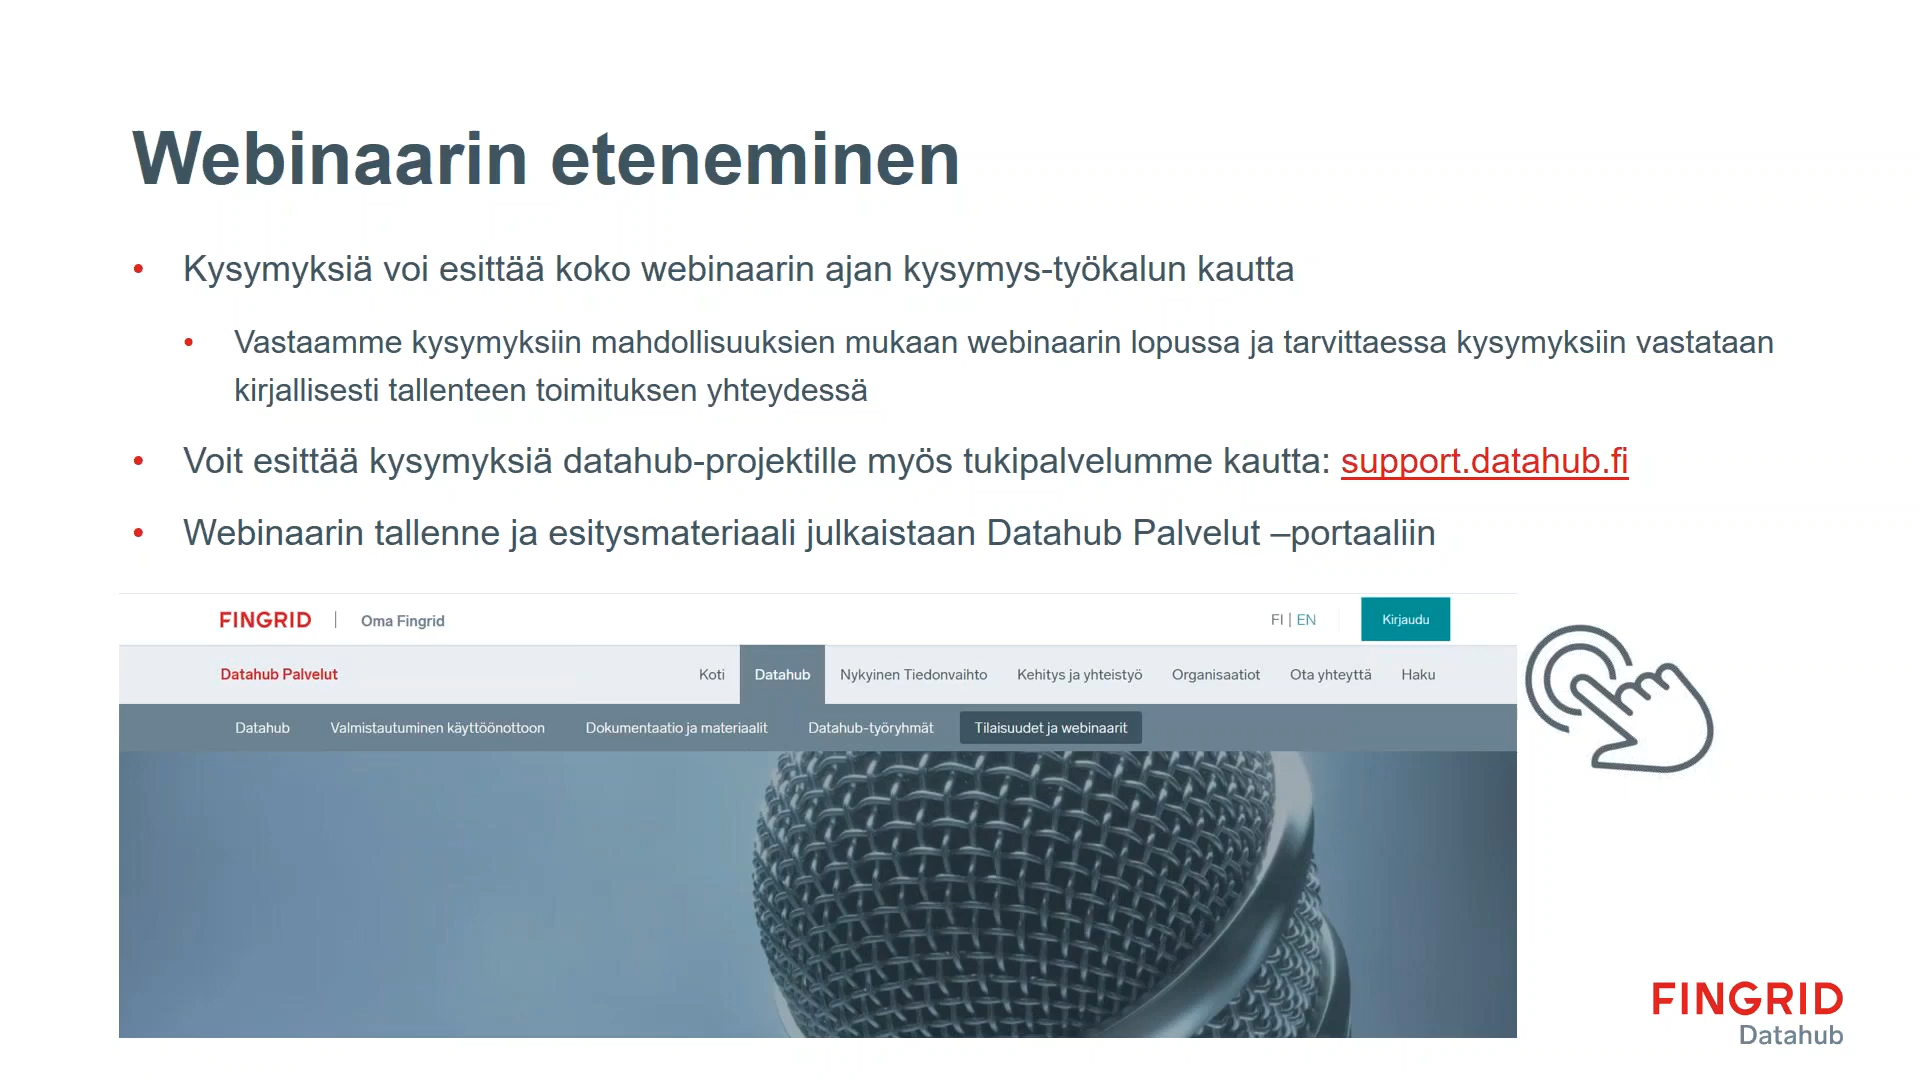 Webinaarin eteneminen
• Kysymyksiä voi esittää koko webinaarin ajan kysymys-työkalun kautta
• Vastaamme kysymyksiin mahdollisuuksien mukaan webinaarin lopussa ja tarvittaessa kysymyksiin vastataan
kirjallisesti tallenteen toimituksen yhteydessä
• Voit esittää kysymyksiä datahub-projektille myös tukipalvelumme kautta: support.datahub.fi
• Webinaarin tallenne ja esitysmateriaali julkaistaan Datahub Palvelut –portaaliin
FINGRID | Oma Fingrid FI | EN Kirjaudu
Datahub Palvelut Koti Datahub Nykyinen Tiedonvaihto Kehitys ja yhteistyö Organisaatiot Ota yhteyttä Haku
Datahub Valmistautuminen käyttöönottoon Dokumentaatio ja materiaalit Datahub-työryhmät Tilaisuudet ja webinaarit
FINGRID
Datahub